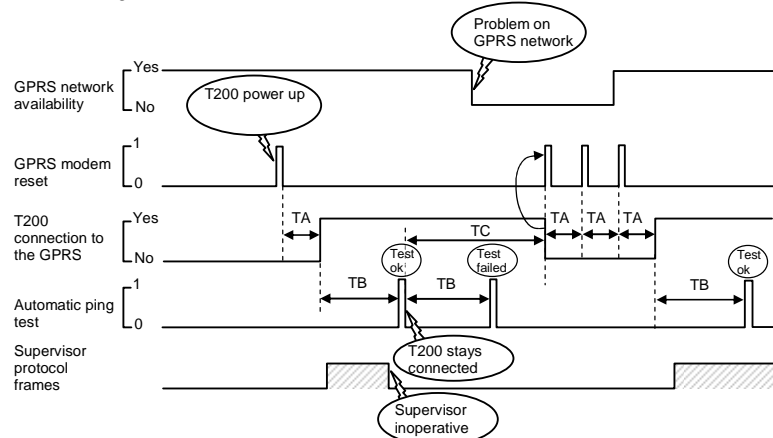 Problem on
GPRS network
GPRS network
availability
Yes
No
T200 power up
GPRS modem
reset
1
0
T200
connection to
the GPRS
Yes
No
TA
TC
TA
TA
TA
Test
ok
Test
failed
Test
ok
Automatic ping
test
1
0
TB
TB
TB
T200 stays
connected
Supervisor
protocol
frames
Supervisor
inoperative